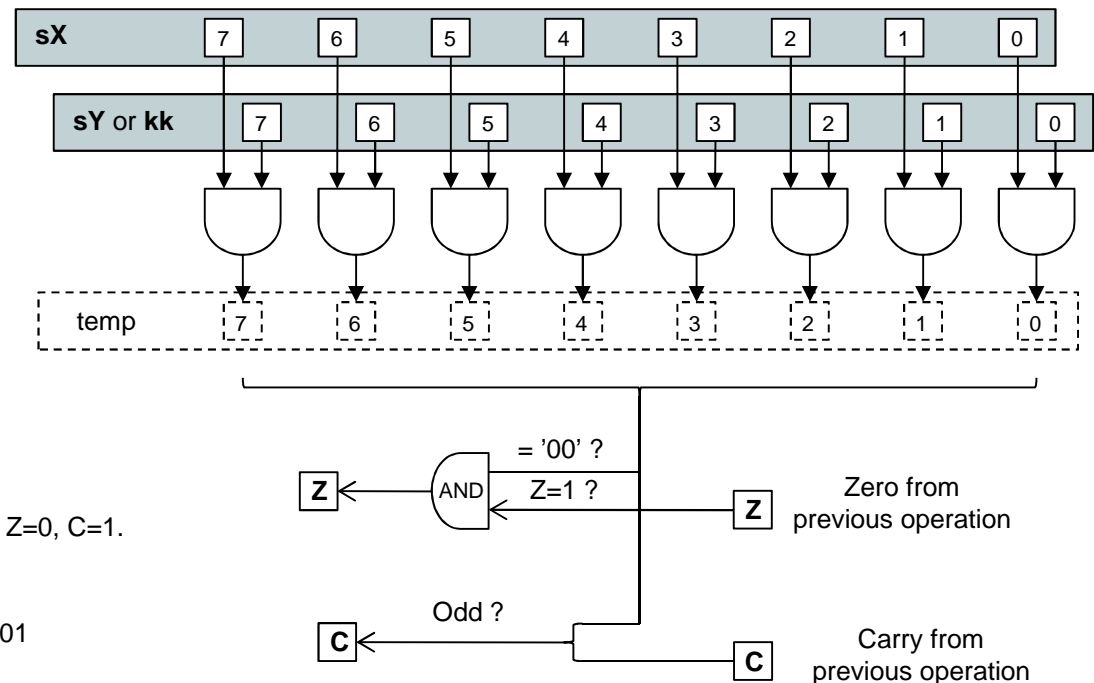 sX 7 6 5 4 3 2 1 0
sY or kk 7 6 5 4 3 2 1 0
temp 7 6 5 4 3 2 1 0
= '00' ?
Z AND Z=1 ? Z
Zero from
previous operation
Z=0, C=1.
Odd ?
01
C C
Carry from
previous operation